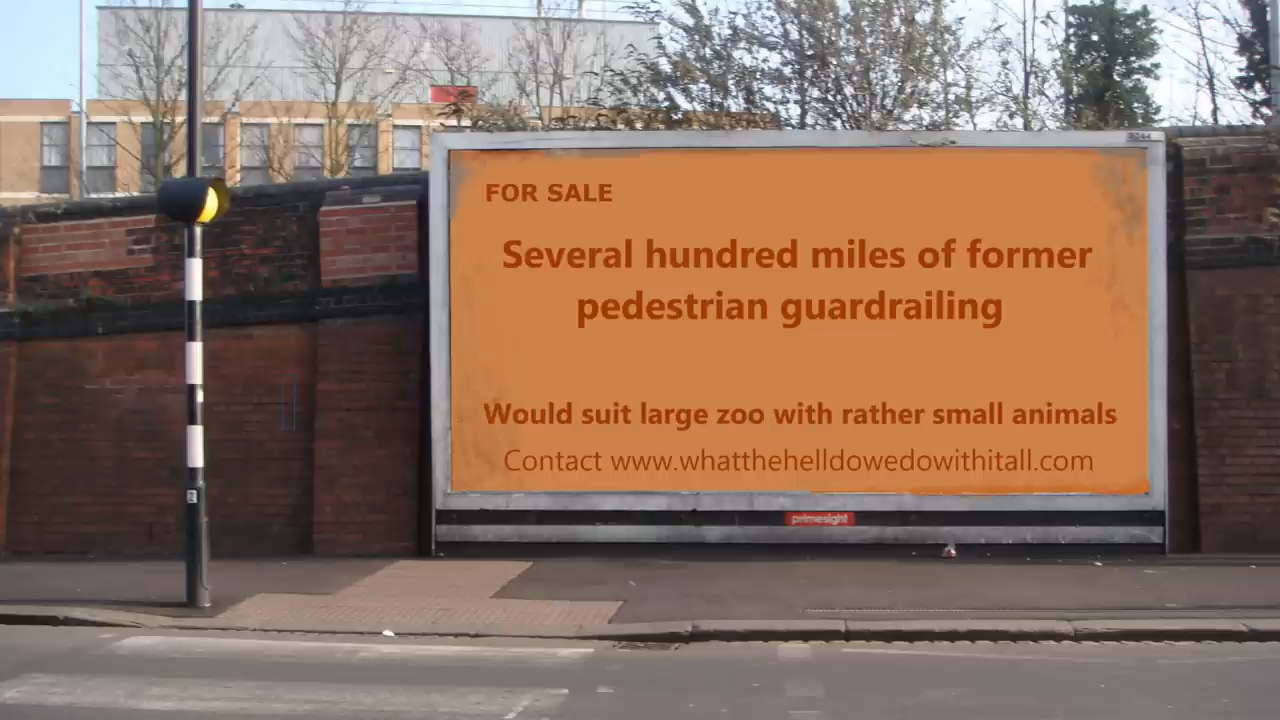 FOR SALE
Several hundred miles of former
pedestrian guardrailing
Would suit large zoo with rather small animals
Contact www.whatthehelldowedowithitall.com
primesight